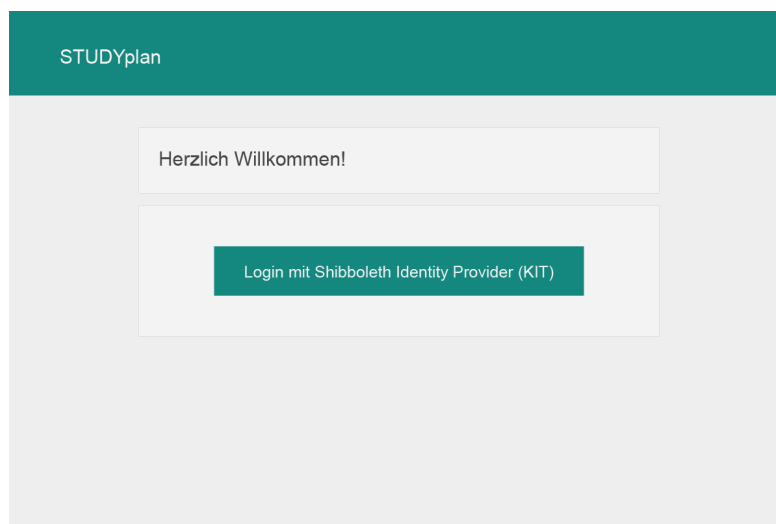 STUDYplan
Herzlich Willkommen!
Login mit Shibboleth Identity Provider (KIT)